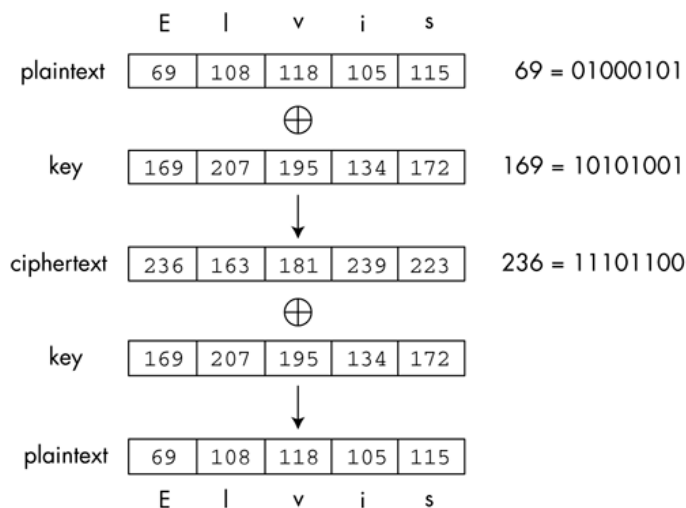 E l v i s
plaintext 69 108 118 105 115 69 = 01000101
⊕
key 169 207 195 134 172 169 = 10101001
ciphertext 236 163 181 239 223 236 = 11101100
⊕
key 169 207 195 134 172
plaintext 69 108 118 105 115
E l v i s